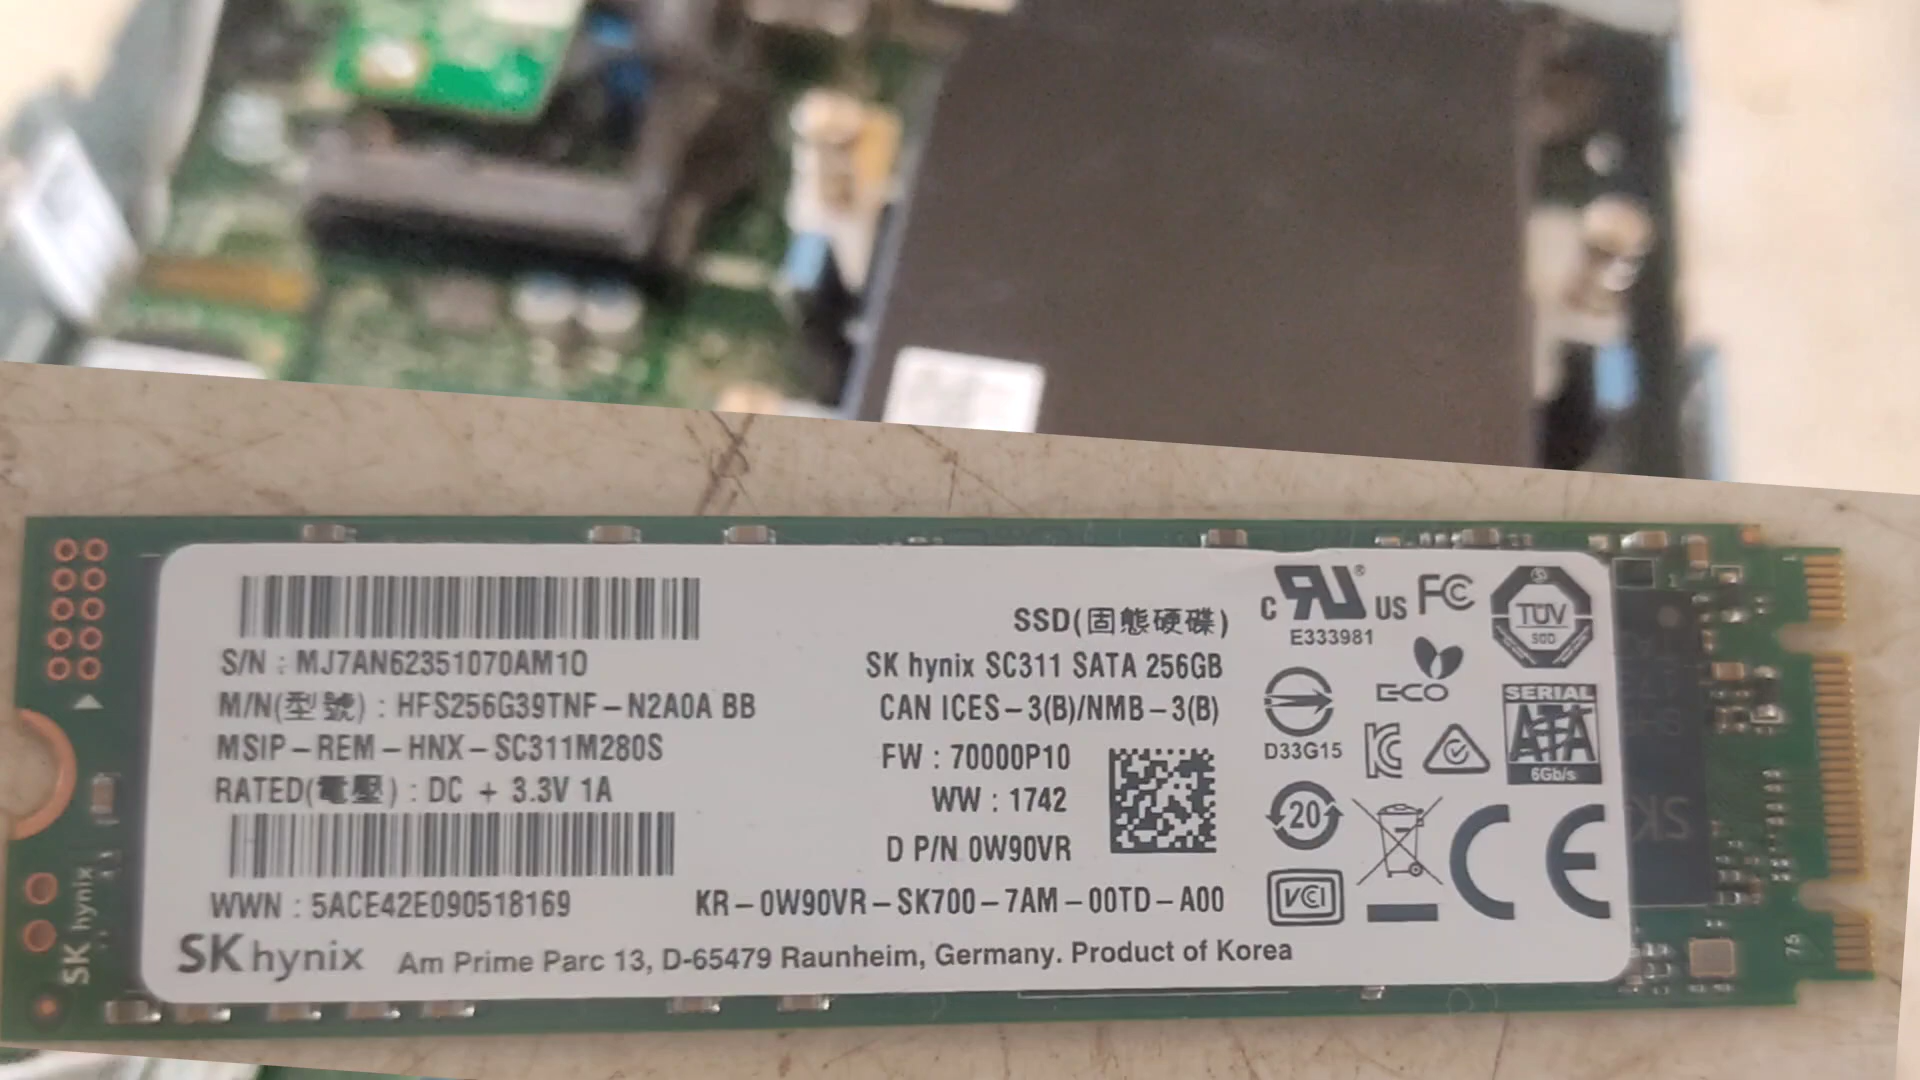 S/N : MJ7AN62351070AM10
M/N(型號) : HFS256G39TNF-N2A0A BB
MSIP-REM-HNX-SC311M280S
RATED(電壓) : DC + 3.3V 1A
WWN : 5ACE42E090518169
SSD(固態硬碟)
SK hynix SC311 SATA 256GB
CAN ICES-3(B)/NMB-3(B)
FW : 70000P10
WW : 1742
D P/N 0W90VR
KR-0W90VR-SK700-7AM-00TD-A00
SK hynix Am Prime Parc 13, D-65479 Raunheim, Germany. Product of Korea
C US FC
E333981
TÜV
SÜD
ECO
D33G15
SERIAL
ATA
6Gb/s
20
VCI
CE
SK hynix
SK
75